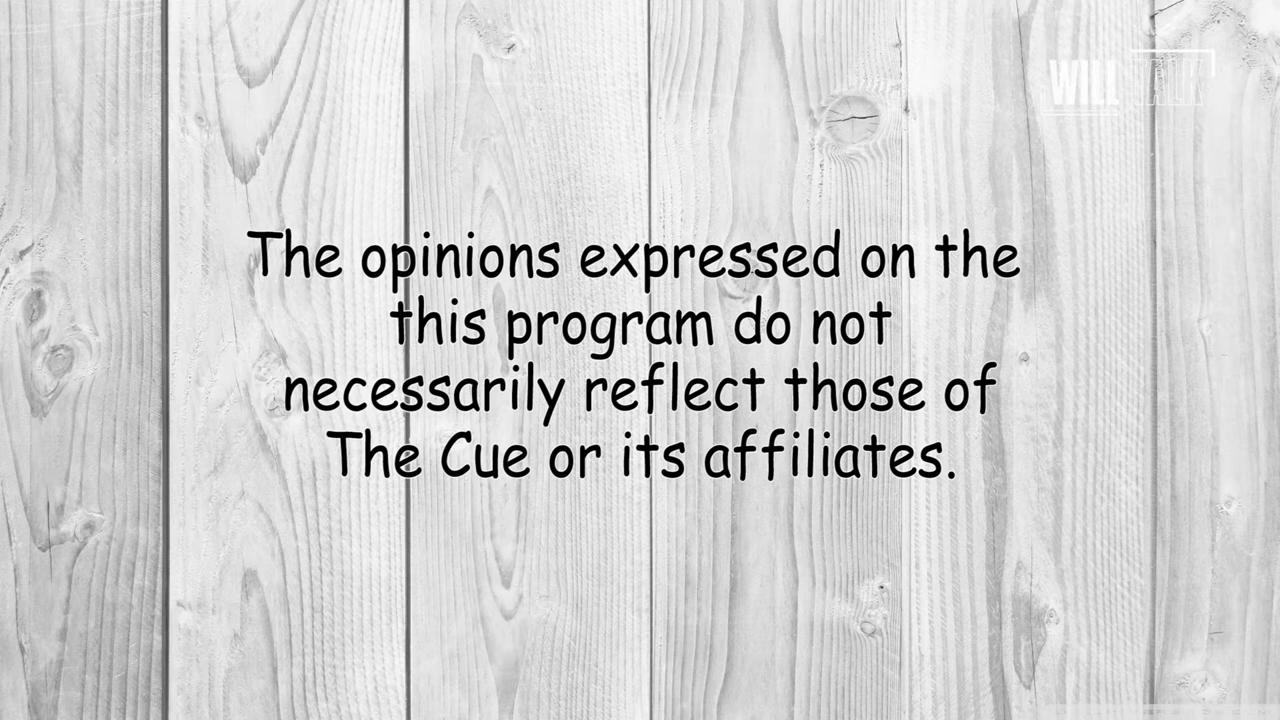 WILL TALK
The opinions expressed on the
this program do not
necessarily reflect those of
The Cue or its affiliates.